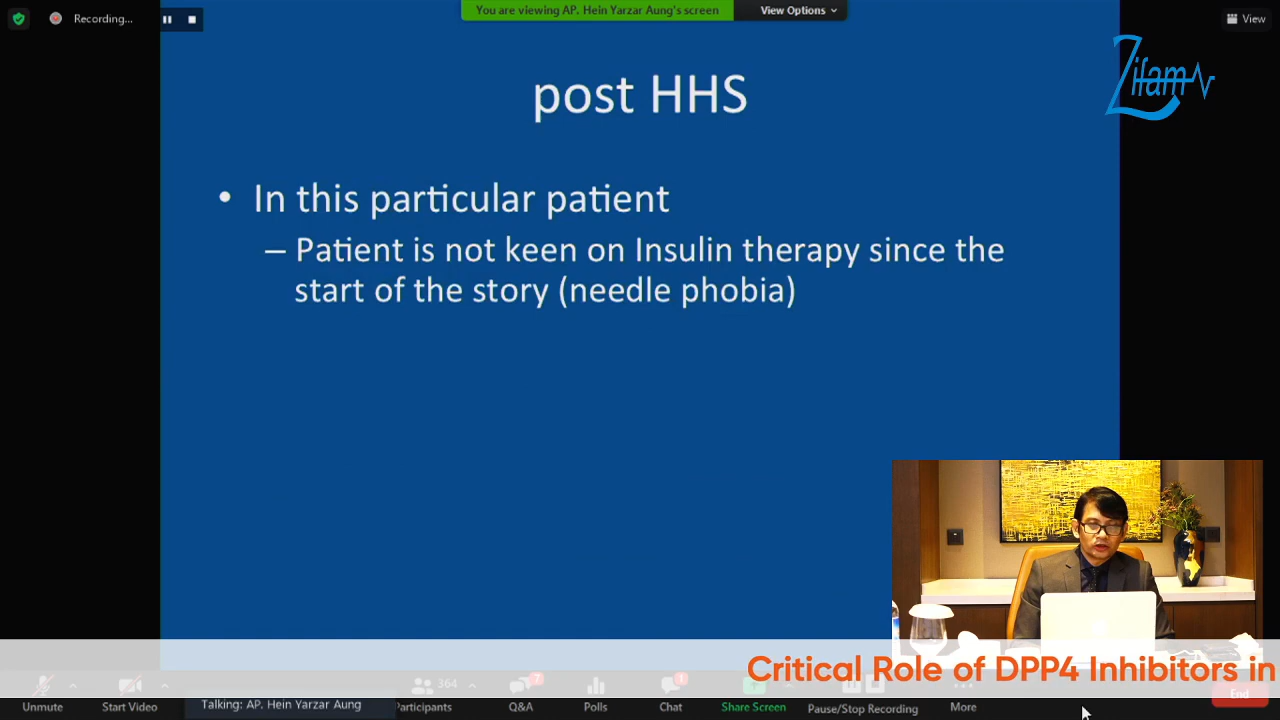 Recording...
You are viewing AP. Hein Yarzar Aung's screen
View Options
View
Zifam
post HHS
• In this particular patient
– Patient is not keen on Insulin therapy since the
start of the story (needle phobia)
Critical Role of DPP4 Inhibitors in
364
7
1
End
Unmute
Start Video
Talking: AP. Hein Yarzar Aung
Participants
Q&A
Polls
Chat
Share Screen
Pause/Stop Recording
More